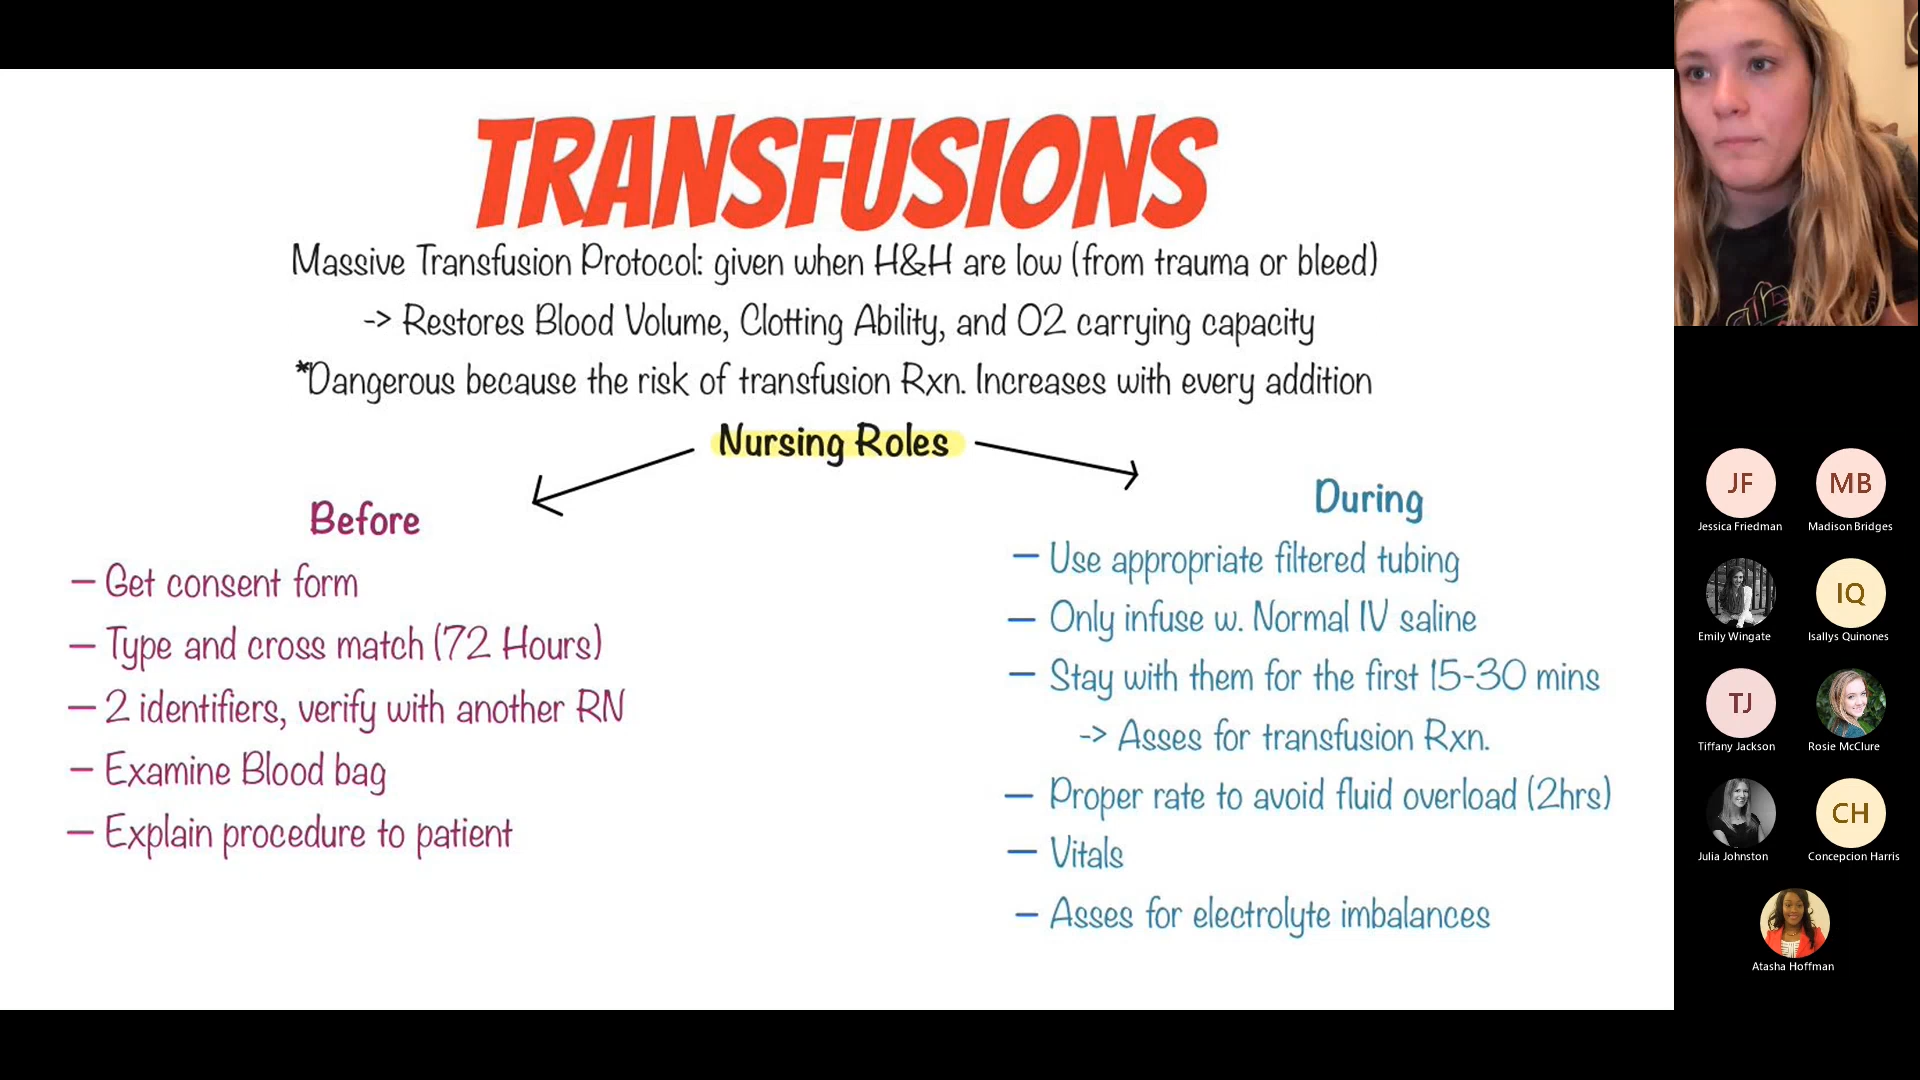 TRANSFUSIONS
Massive Transfusion Protocol: given when H&H are low (from trauma or bleed)
-> Restores Blood Volume, Clotting Ability, and O2 carrying capacity
*Dangerous because the risk of transfusion Rxn. Increases with every addition
Nursing Roles
Before
– Get consent form
– Type and cross match (72 Hours)
– 2 identifiers, verify with another RN
– Examine Blood bag
– Explain procedure to patient
During
– Use appropriate filtered tubing
– Only infuse w. Normal IV saline
– Stay with them for the first 15-30 mins
-> Asses for transfusion Rxn.
– Proper rate to avoid fluid overload (2hrs)
– Vitals
– Asses for electrolyte imbalances
JF
MB
Jessica Friedman
Madison Bridges
IQ
Emily Wingate
Isallys Quinones
TJ
Tiffany Jackson
Rosie McClure
CH
Julia Johnston
Concepcion Harris
Atasha Hoffman